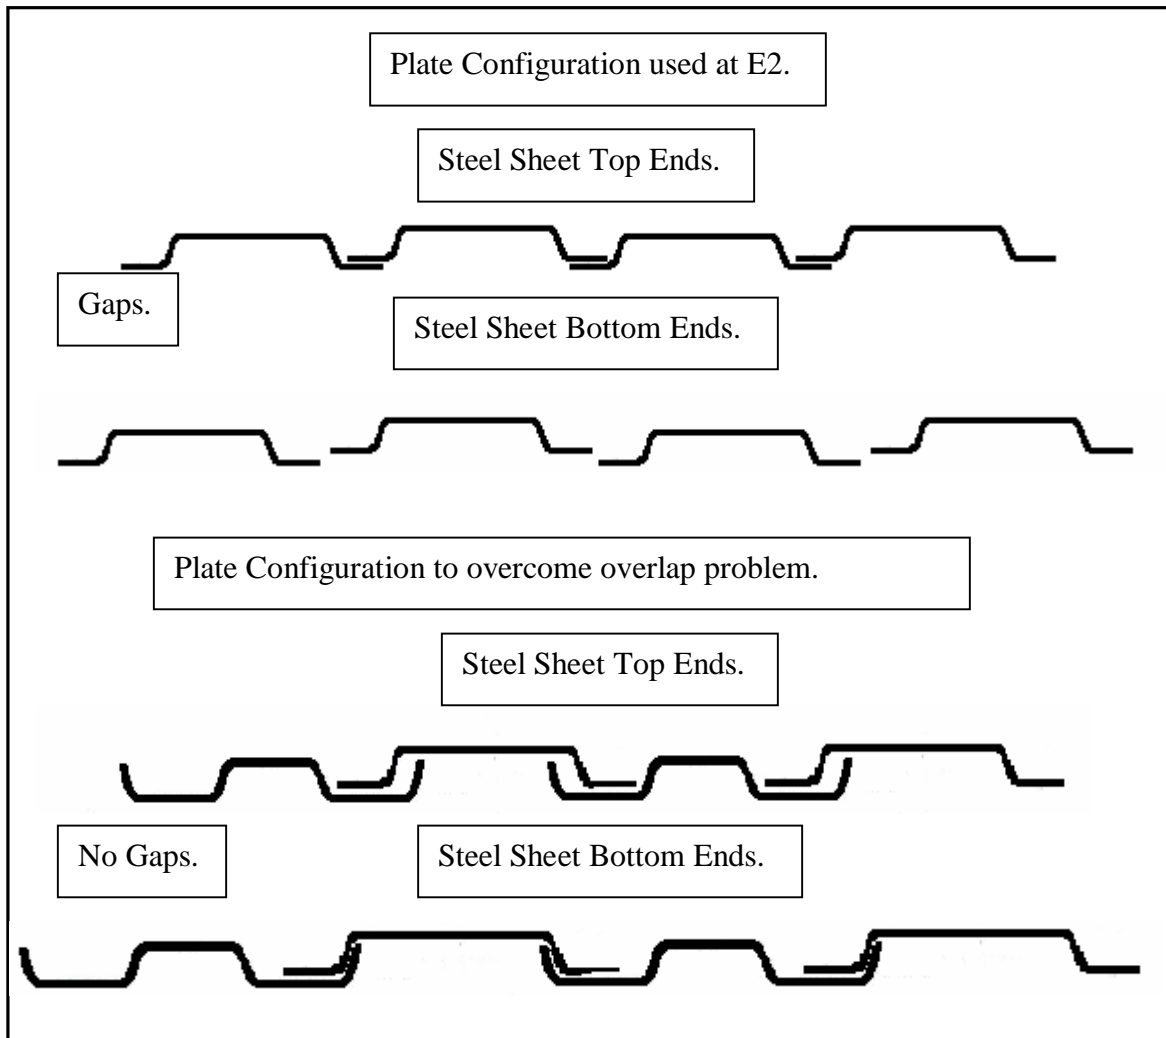 Plate Configuration used at E2.
Steel Sheet Top Ends.
Gaps.
Steel Sheet Bottom Ends.
Plate Configuration to overcome overlap problem.
Steel Sheet Top Ends.
No Gaps.
Steel Sheet Bottom Ends.